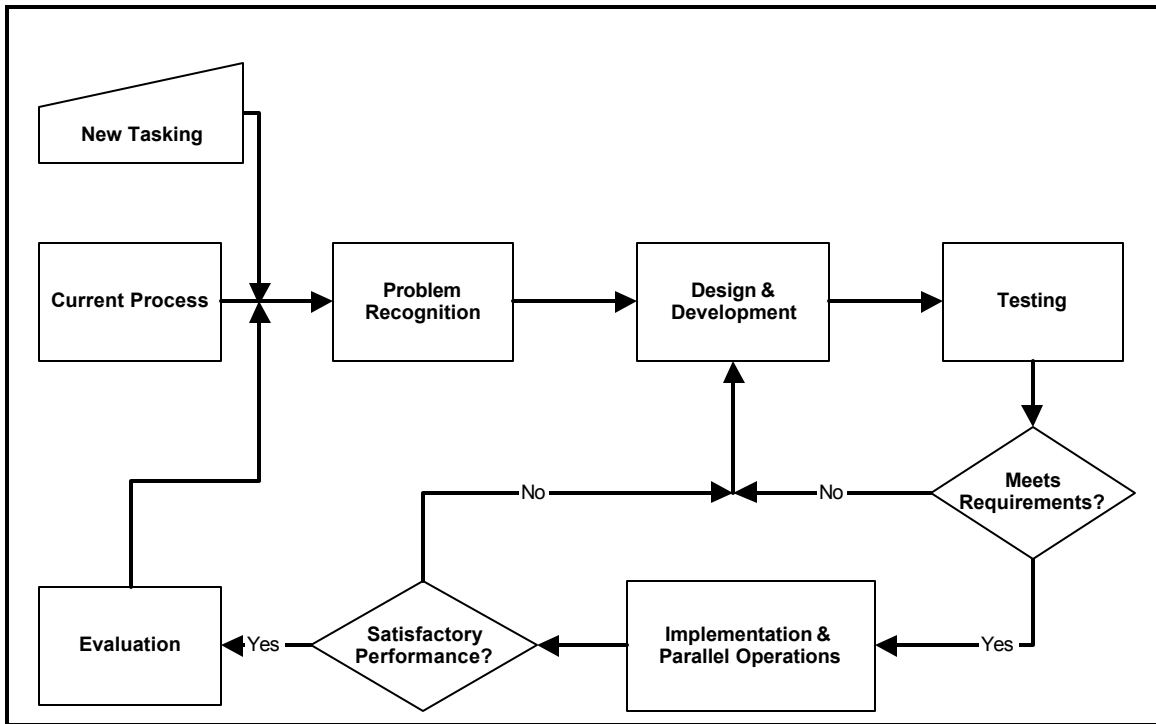 New Tasking
Current Process
Problem
Recognition
Design &
Development
Testing
Meets
Requirements?
No
No
Yes
Implementation &
Parallel Operations
Satisfactory
Performance?
Yes
Evaluation